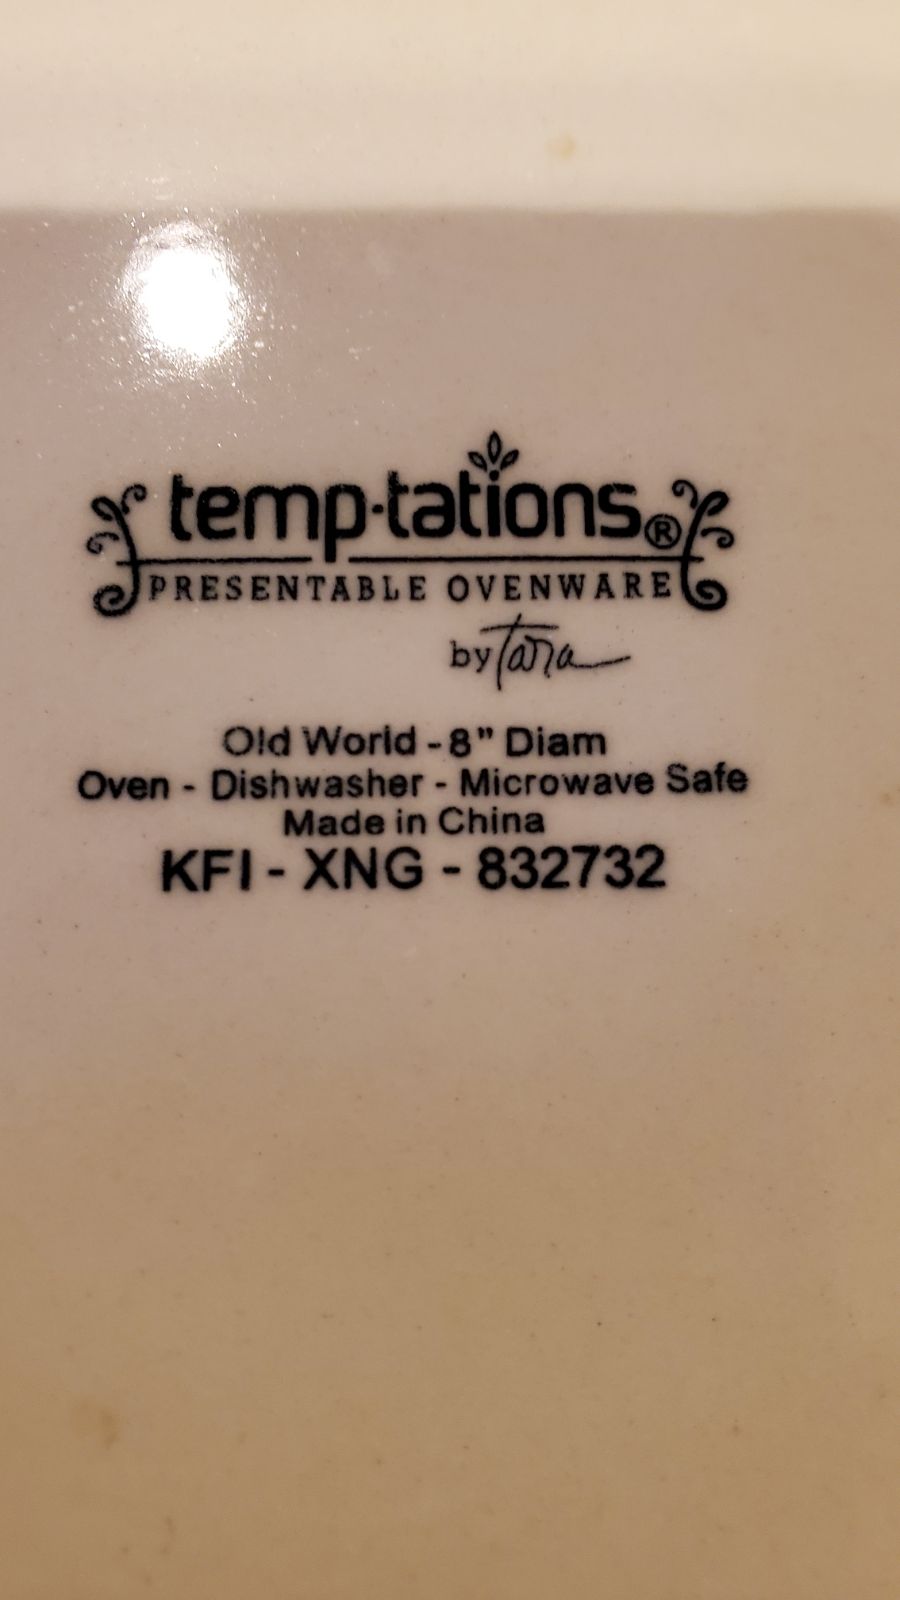 temp·tations®
PRESENTABLE OVENWARE
by Tara
Old World - 8" Diam
Oven - Dishwasher - Microwave Safe
Made in China
KFI - XNG - 832732